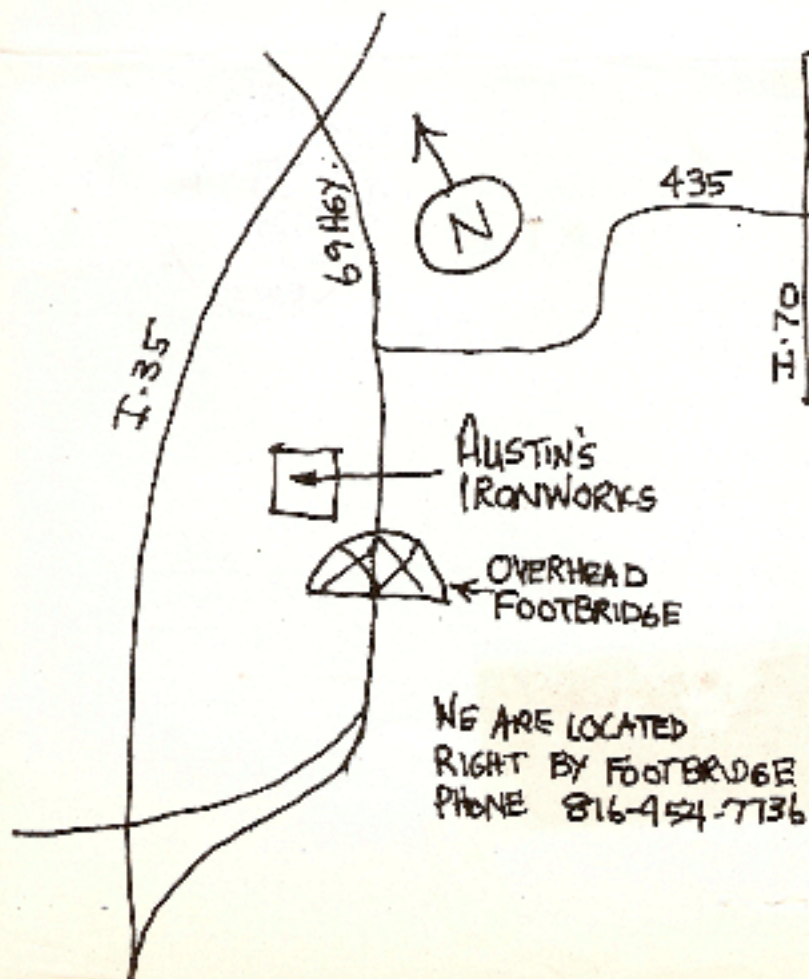 69 HGY.
N
435
I-70
I-35
AUSTIN'S
IRONWORKS
OVERHEAD
FOOTBRIDGE
WE ARE LOCATED
RIGHT BY FOOTBRIDGE
PHONE 816-454-7736